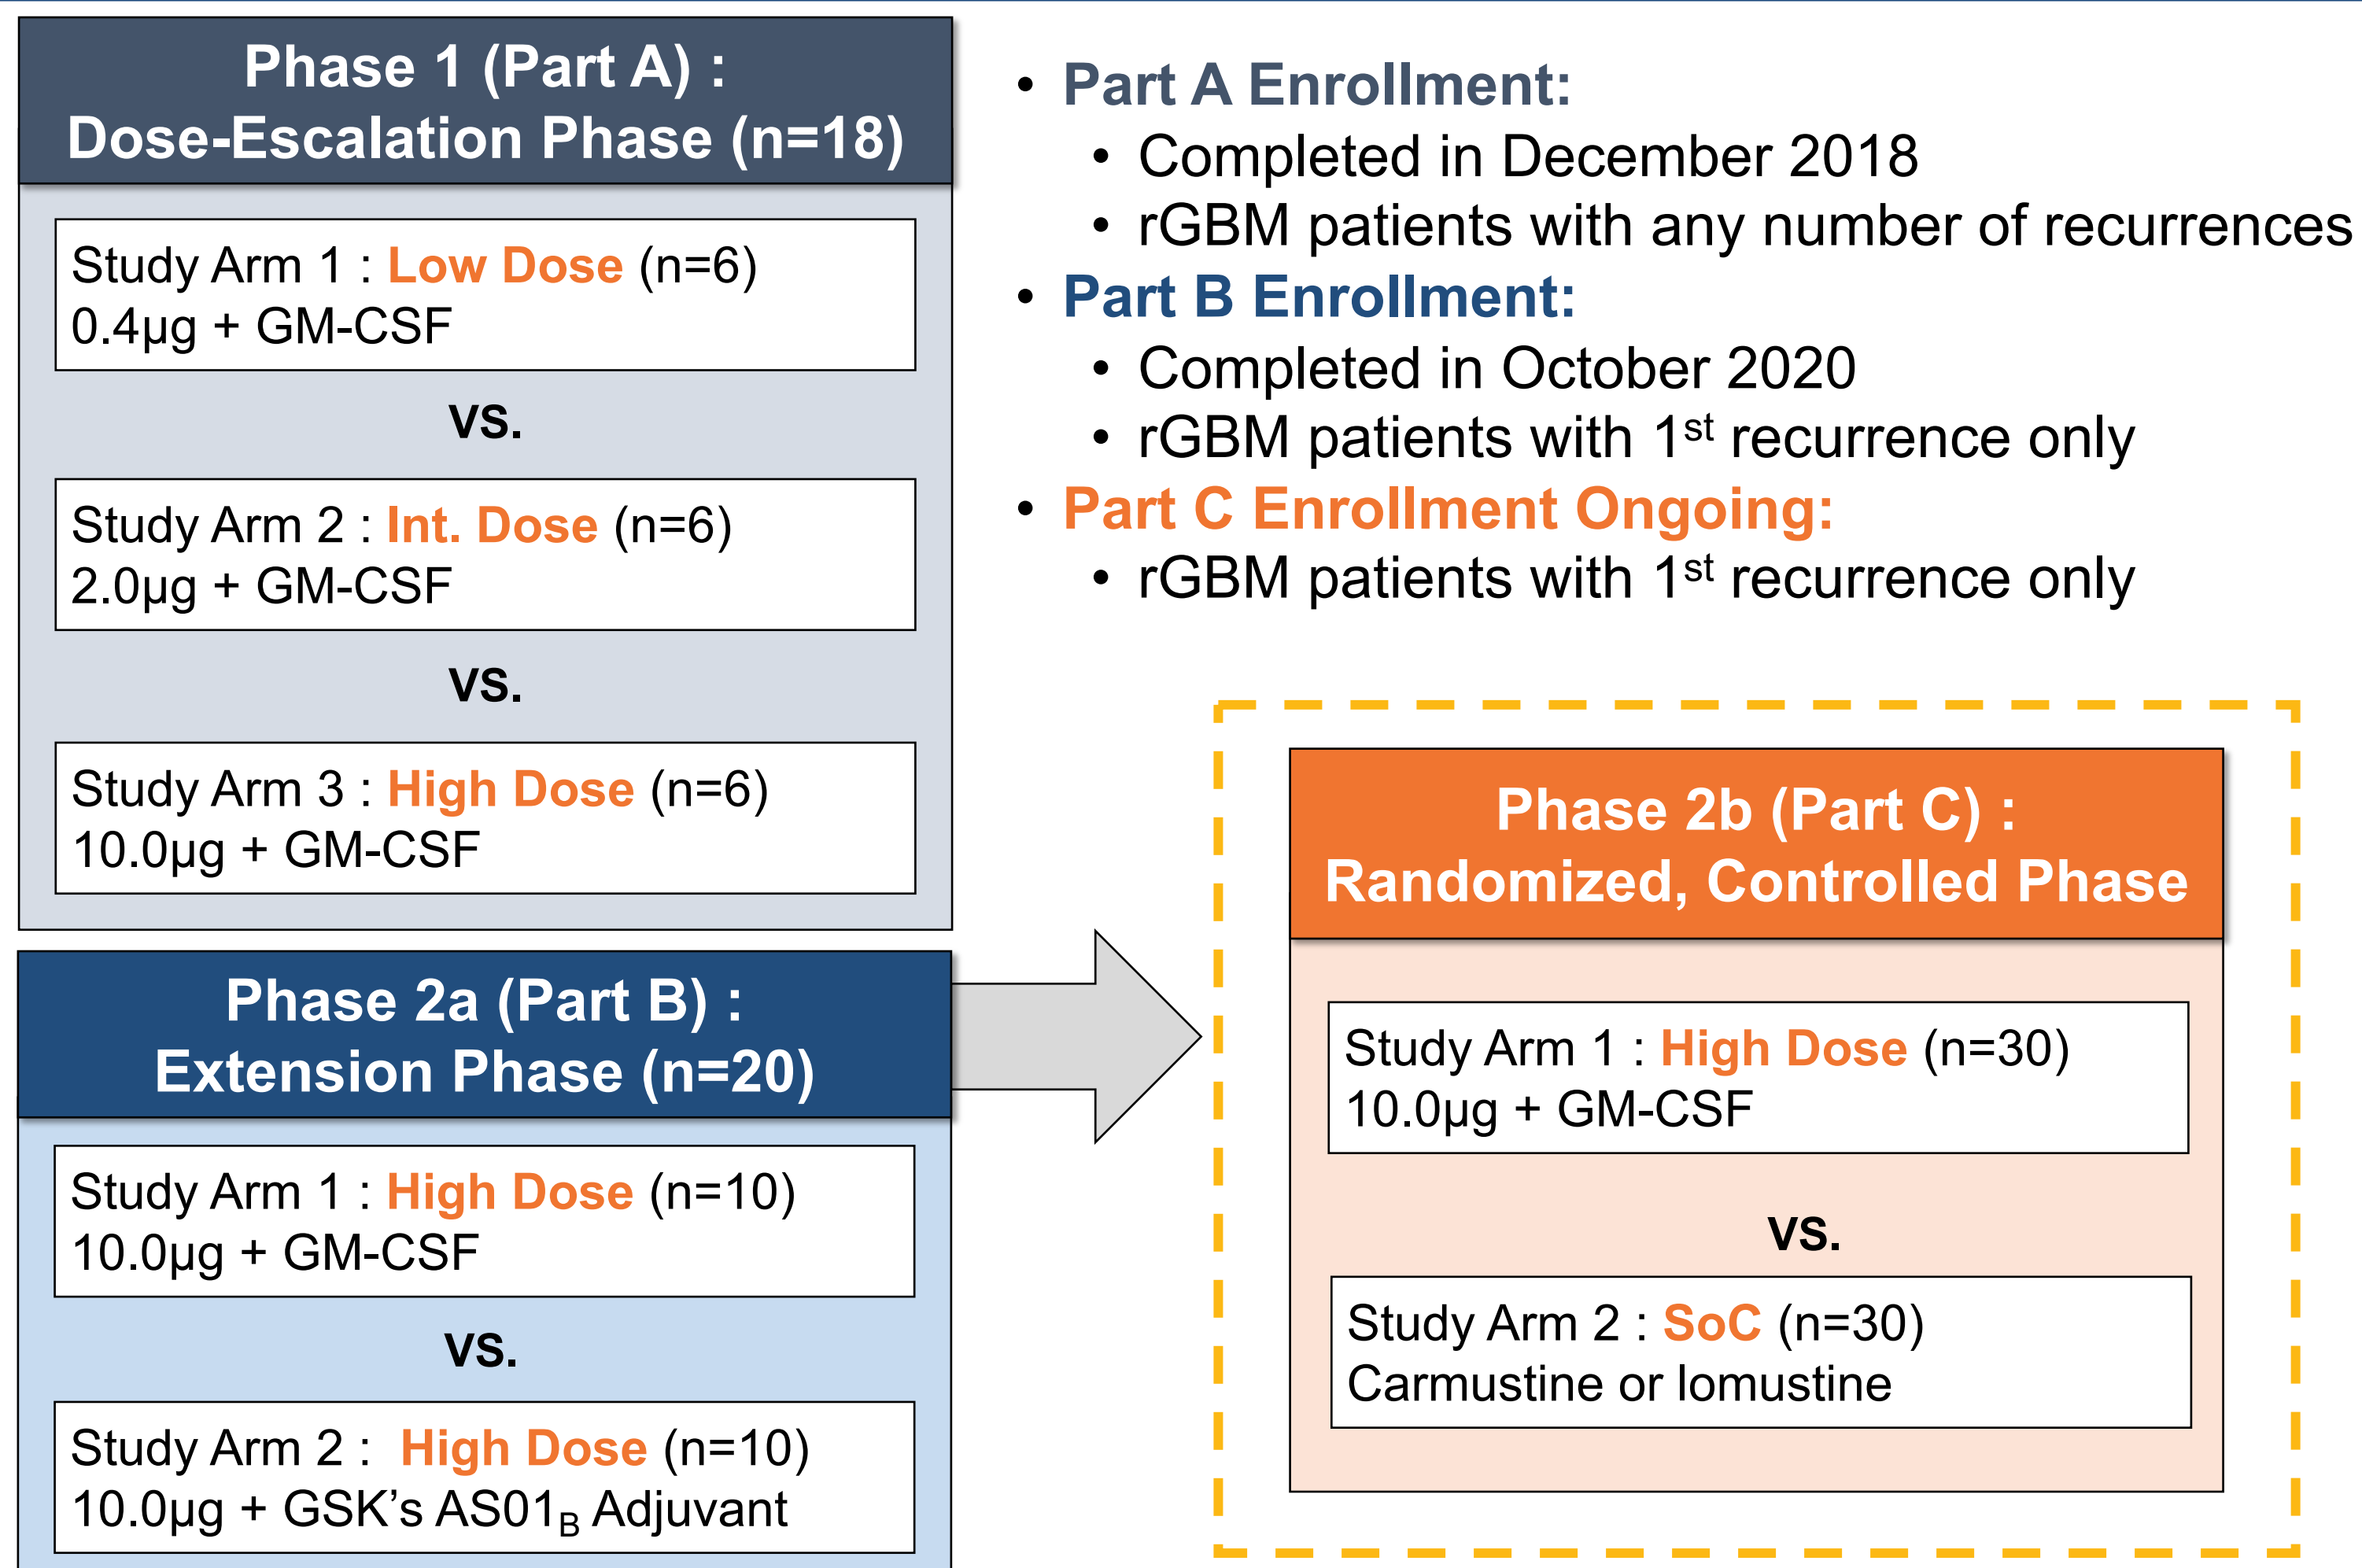 Phase 1 (Part A) :
Dose-Escalation Phase (n=18)
Study Arm 1 : Low Dose (n=6)
0.4µg + GM-CSF
vs.
Study Arm 2 : Int. Dose (n=6)
2.0µg + GM-CSF
vs.
Study Arm 3 : High Dose (n=6)
10.0µg + GM-CSF
Phase 2a (Part B) :
Extension Phase (n=20)
Study Arm 1 : High Dose (n=10)
10.0µg + GM-CSF
vs.
Study Arm 2 : High Dose (n=10)
10.0µg + GSK’s AS01B Adjuvant
• Part A Enrollment:
• Completed in December 2018
• rGBM patients with any number of recurrences
• Part B Enrollment:
• Completed in October 2020
• rGBM patients with 1st recurrence only
• Part C Enrollment Ongoing:
• rGBM patients with 1st recurrence only
Phase 2b (Part C) :
Randomized, Controlled Phase
Study Arm 1 : High Dose (n=30)
10.0µg + GM-CSF
vs.
Study Arm 2 : SoC (n=30)
Carmustine or lomustine